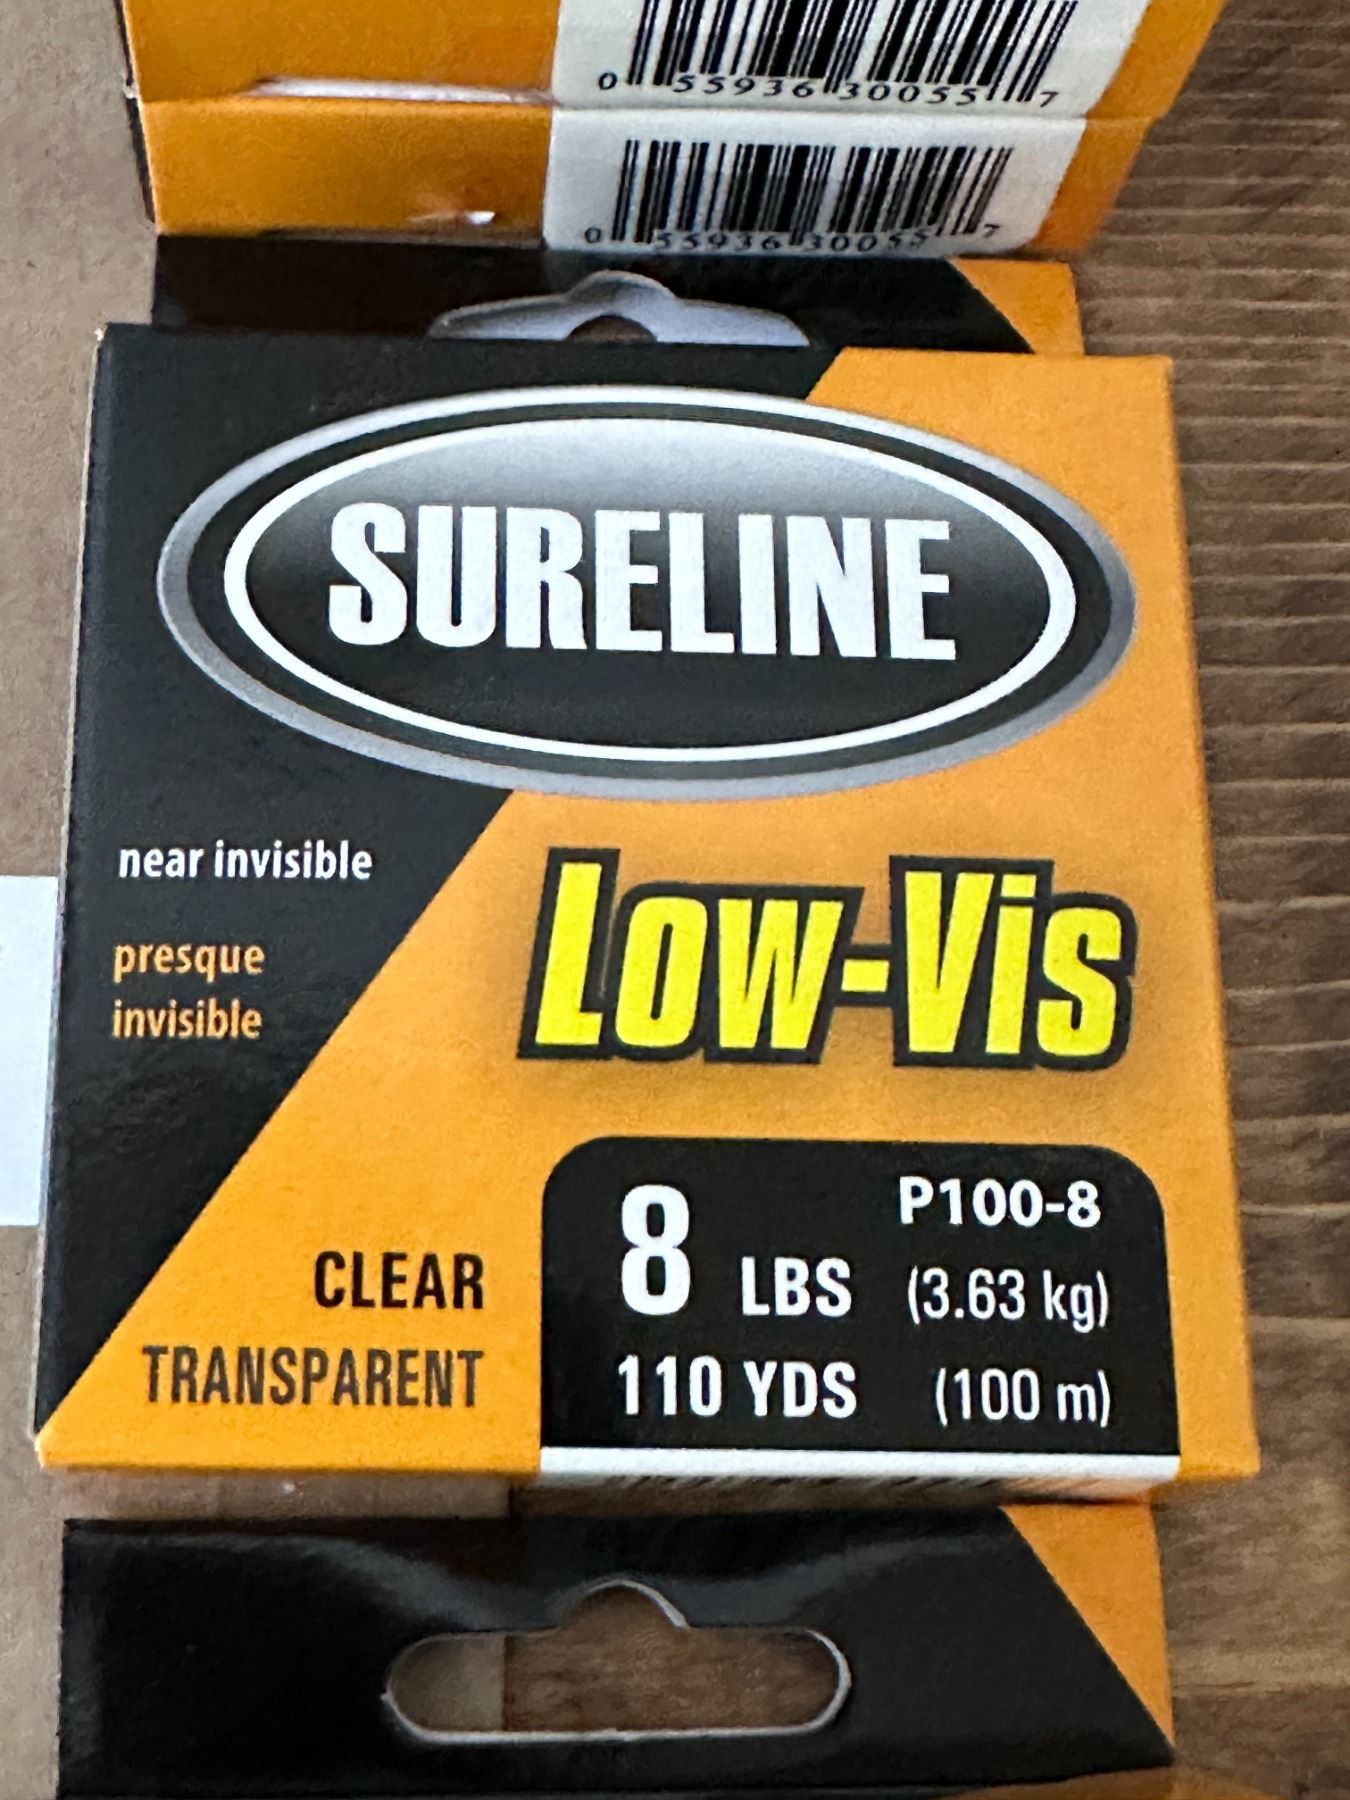 0 55936 30055 7
0 55936 30055 7
SURELINE
near invisible
presque
invisible
Low-Vis
CLEAR
TRANSPARENT
P100-8
8 LBS (3.63 kg)
110 YDS (100 m)